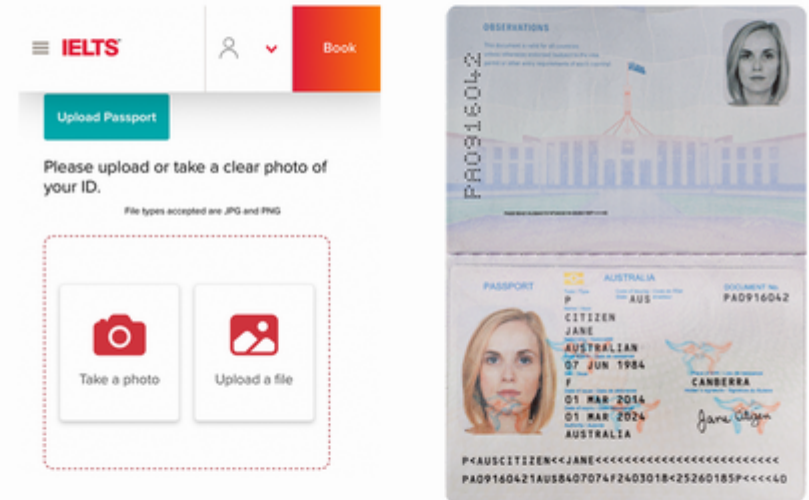 IELTS
Book
Upload Passport
Please upload or take a clear photo of
your ID.
File types accepted are JPG and PNG
Take a photo
Upload a file
OBSERVATIONS
PA0916042
PASSPORT
AUSTRALIA
DOCUMENT No.
P AUS PA0916042
CITIZEN
JANE
AUSTRALIAN
07 JUN 1984
F CANBERRA
01 MAR 2014
01 MAR 2024
Jane Citizen
AUSTRALIA
P<AUSCITIZEN<<JANE<<<<<<<<<<<<<<<<<<<<<<<<<<
PA09160421AUS8407074F2403018<25260185P<<<<40